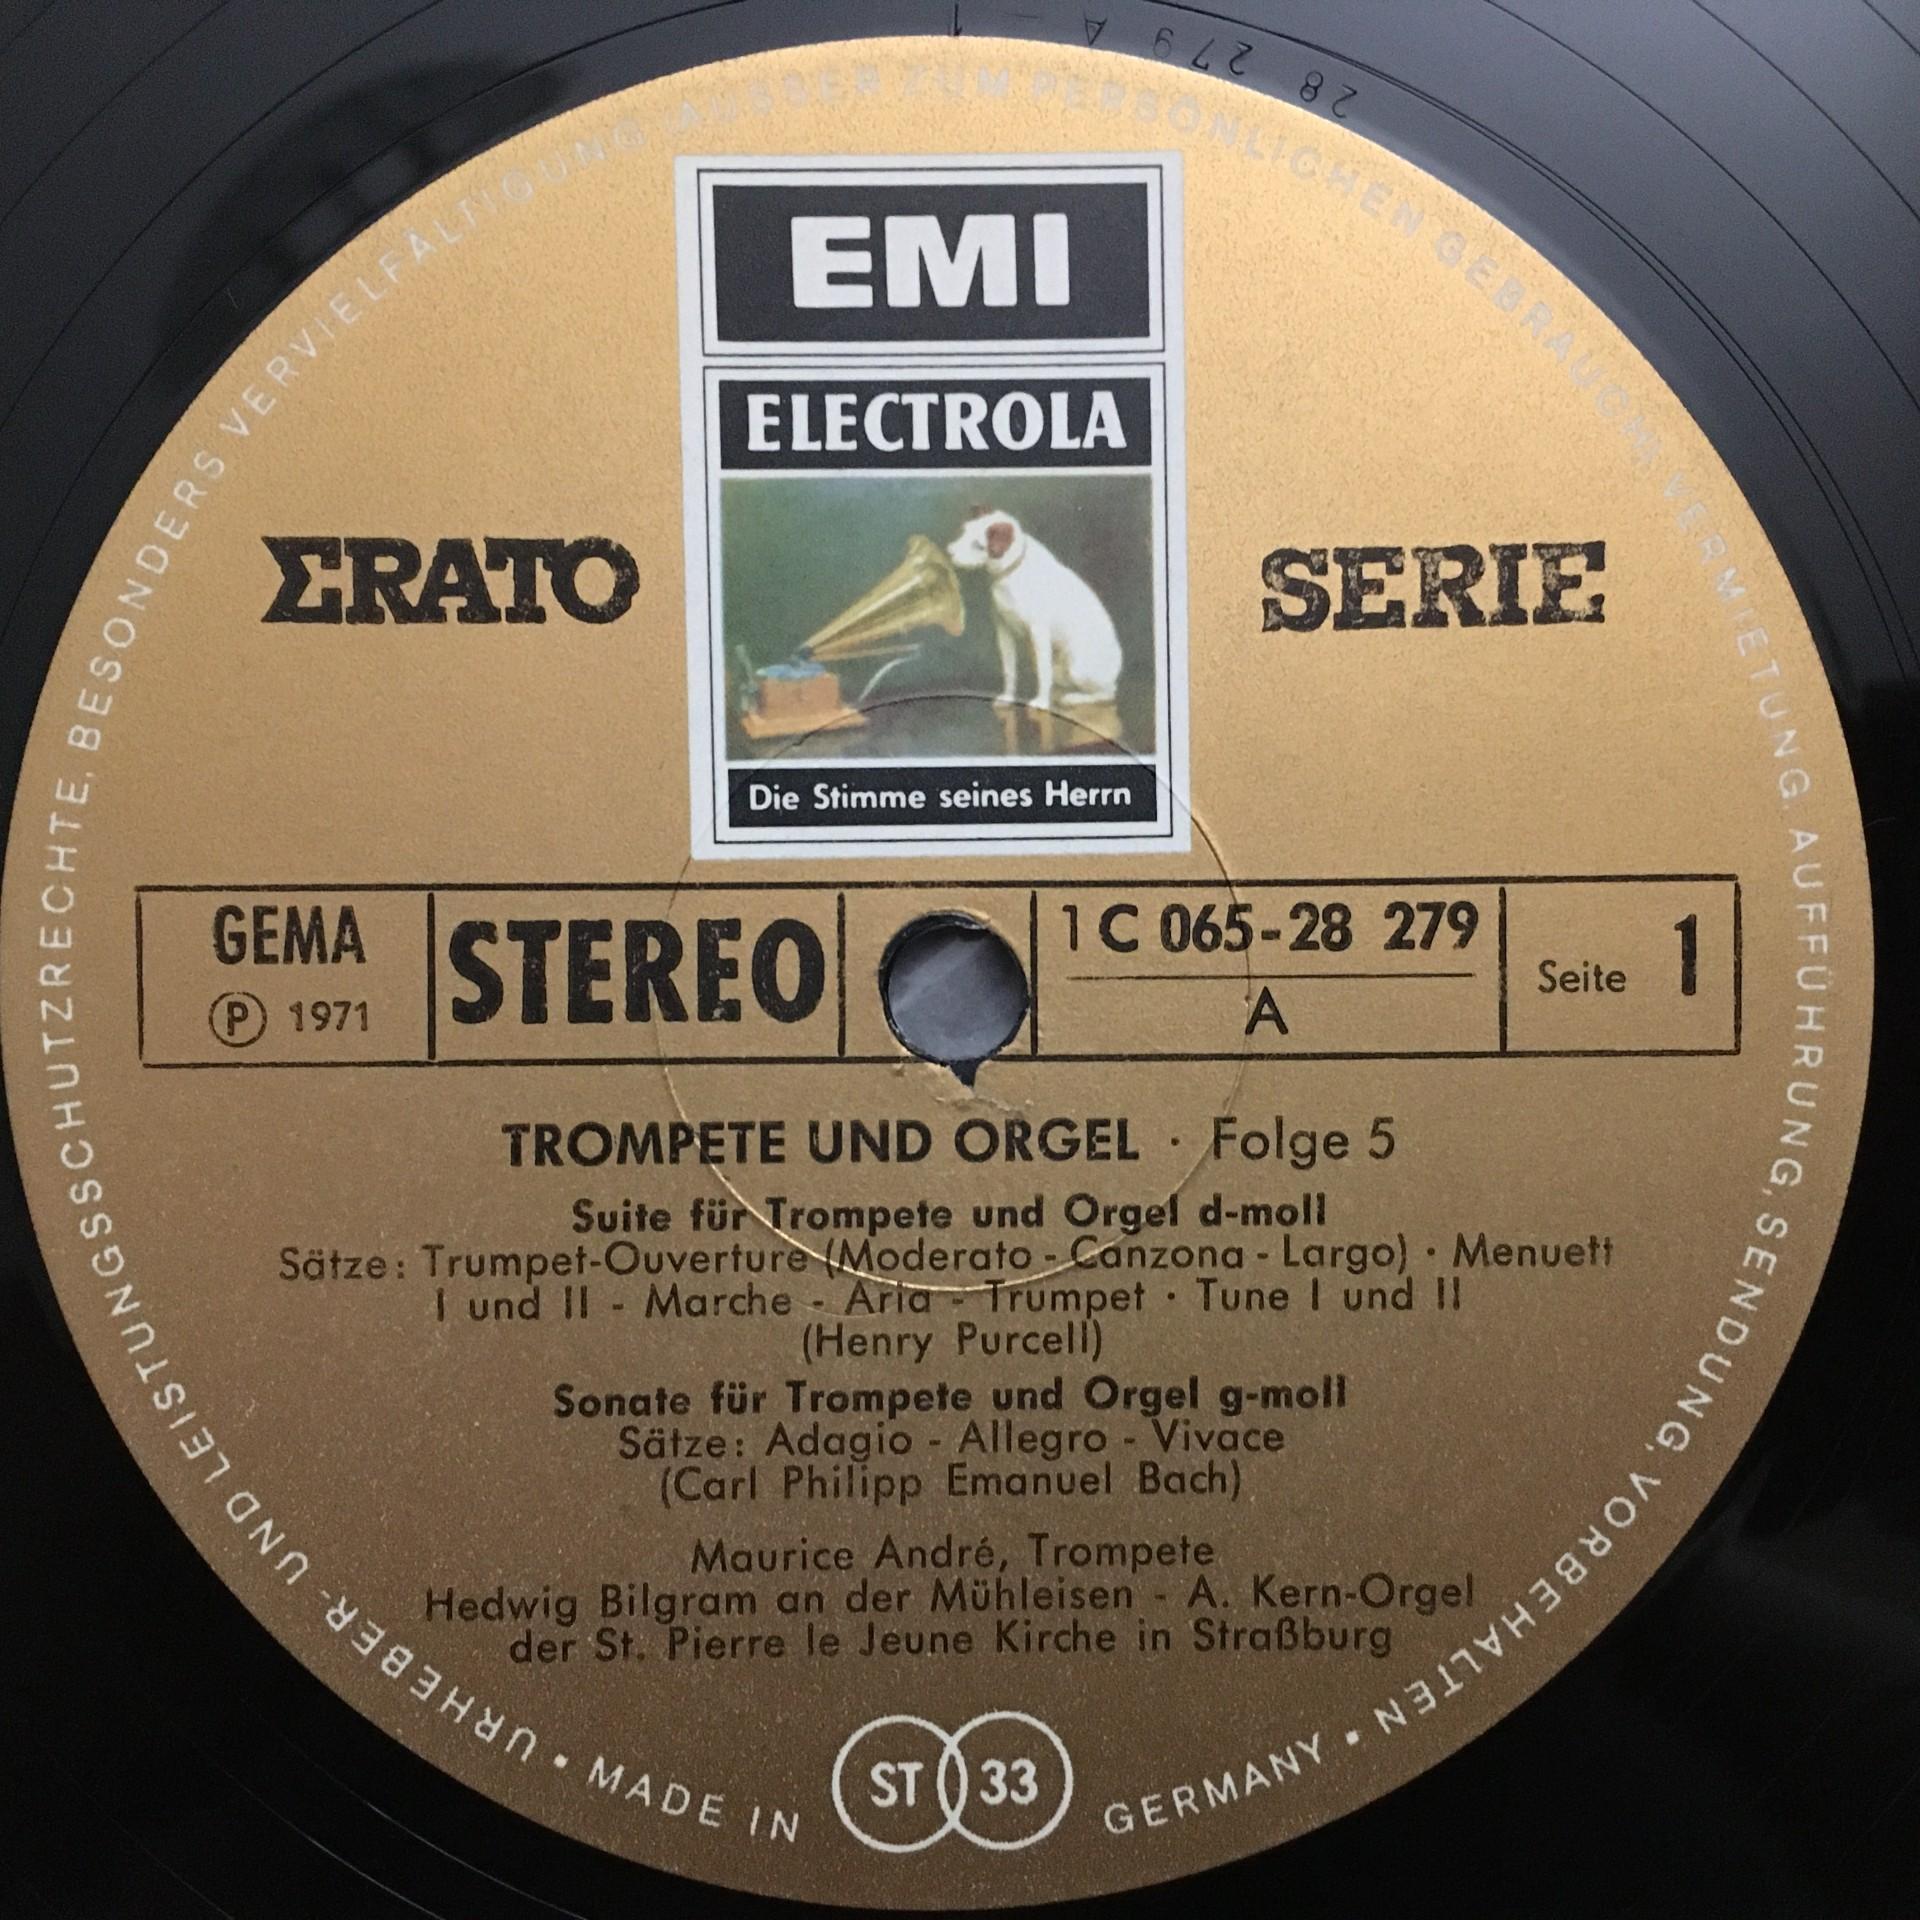 28 279 A - 1
EMI
ELECTROLA
ERATO
SERIE
Die Stimme seines Herrn
GEMA
Ⓟ 1971
STEREO
1 C 065-28 279
A
Seite 1
TROMPETE UND ORGEL · Folge 5
Suite für Trompete und Orgel d-moll
Sätze: Trumpet-Ouverture (Moderato - Canzona - Largo) · Menuett
I und II - Marche - Aria - Trumpet · Tune I und II
(Henry Purcell)
Sonate für Trompete und Orgel g-moll
Sätze: Adagio - Allegro - Vivace
(Carl Philipp Emanuel Bach)
Maurice André, Trompete
Hedwig Bilgram an der Mühleisen - A. Kern-Orgel
der St. Pierre le Jeune Kirche in Straßburg
ST 33
URHEBER- UND LEISTUNGSSCHUTZRECHTE, BESONDERS VERVIELFÄLTIGUNG (AUSSER ZUM PERSÖNLICHEN GEBRAUCH), VERMIETUNG, AUFFÜHRUNG, SENDUNG, VORBEHALTEN • MADE IN GERMANY •